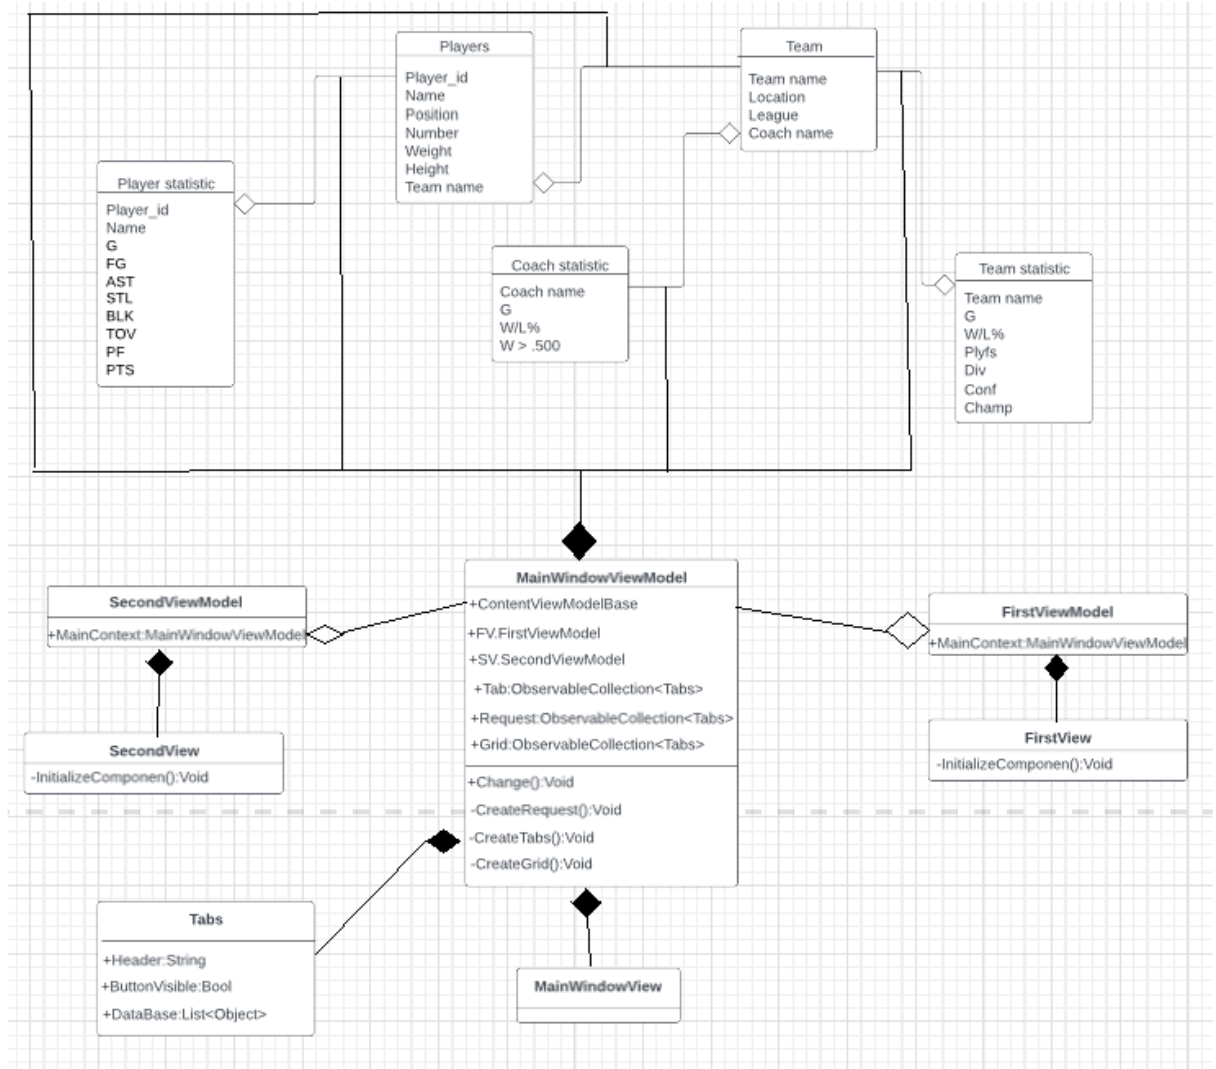 Players
Player_id
Name
Position
Number
Weight
Height
Team name
Team
Team name
Location
League
Coach name
Player statistic
Player_id
Name
G
FG
AST
STL
BLK
TOV
PF
PTS
Coach statistic
Coach name
G
W/L%
W > .500
Team statistic
Team name
G
W/L%
Plyfs
Div
Conf
Champ
MainWindowViewModel
+ContentViewModelBase
+FV.FirstViewModel
+SV.SecondViewModel
+Tab:ObservableCollection<Tabs>
+Request:ObservableCollection<Tabs>
+Grid:ObservableCollection<Tabs>
+Change():Void
-CreateRequest():Void
-CreateTabs():Void
-CreateGrid():Void
SecondViewModel
+MainContext:MainWindowViewModel
FirstViewModel
+MainContext:MainWindowViewModel
SecondView
-InitializeComponen():Void
FirstView
-InitializeComponen():Void
Tabs
+Header:String
+ButtonVisible:Bool
+DataBase:List<Object>
MainWindowView